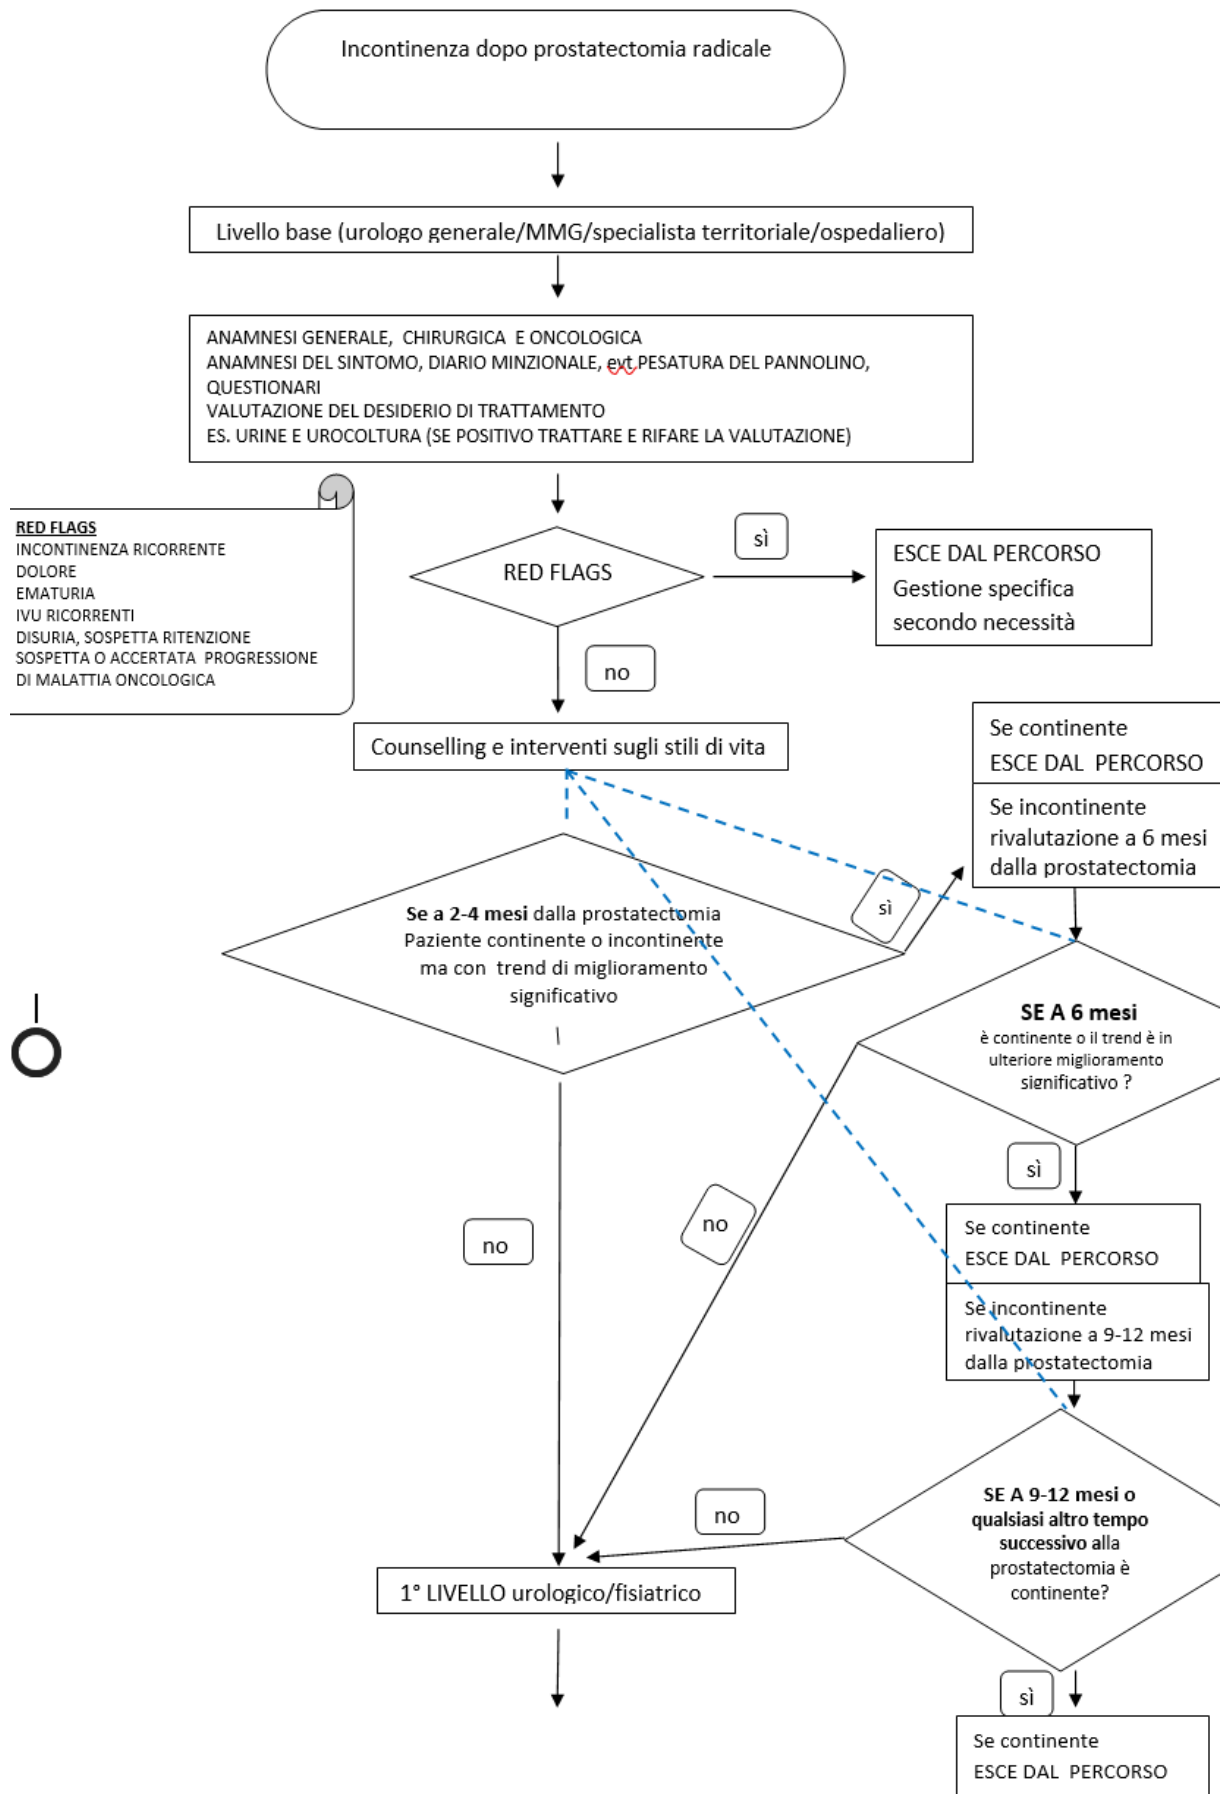 Incontinenza dopo prostatectomia radicale
Livello base (urologo generale/MMG/specialista territoriale/ospedaliero)
ANAMNESI GENERALE, CHIRURGICA E ONCOLOGICA
ANAMNESI DEL SINTOMO, DIARIO MINZIONALE, evt.PESATURA DEL PANNOLINO,
QUESTIONARI
VALUTAZIONE DEL DESIDERIO DI TRATTAMENTO
ES. URINE E UROCOLTURA (SE POSITIVO TRATTARE E RIFARE LA VALUTAZIONE)
RED FLAGS
INCONTINENZA RICORRENTE
DOLORE
EMATURIA
IVU RICORRENTI
DISURIA, SOSPETTA RITENZIONE
SOSPETTA O ACCERTATA PROGRESSIONE
DI MALATTIA ONCOLOGICA
RED FLAGS
sì
ESCE DAL PERCORSO
Gestione specifica
secondo necessità
no
Counselling e interventi sugli stili di vita
Se continente
ESCE DAL PERCORSO
Se incontinente
rivalutazione a 6 mesi
dalla prostatectomia
sì
Se a 2-4 mesi dalla prostatectomia
Paziente continente o incontinente
ma con trend di miglioramento
significativo
SE A 6 mesi
è continente o il trend è in
ulteriore miglioramento
significativo ?
sì
no
no
Se continente
ESCE DAL PERCORSO
Se incontinente
rivalutazione a 9-12 mesi
dalla prostatectomia
SE A 9-12 mesi o
qualsiasi altro tempo
successivo alla
prostatectomia è
continente?
no
1° LIVELLO urologico/fisiatrico
sì
Se continente
ESCE DAL PERCORSO